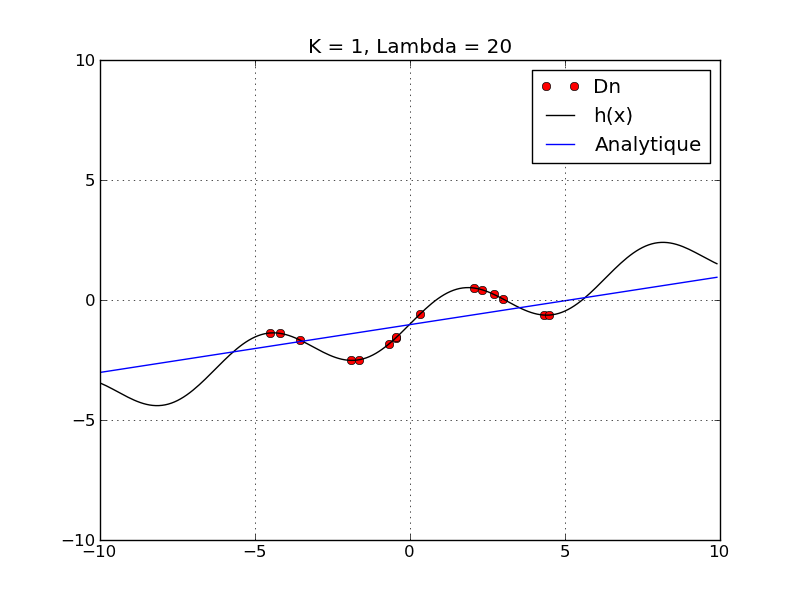 K = 1, Lambda = 20
10
5
0
−5
−10
−10
−5
0
5
10
Dn
h(x)
Analytique